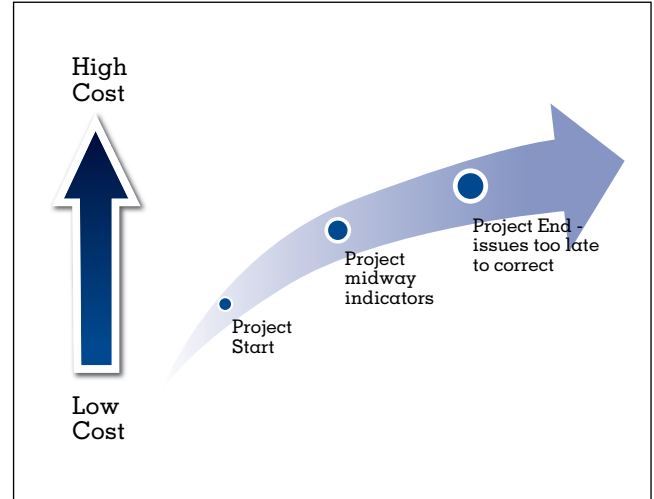 High
Cost
Project End -
issues too late
to correct
Project
midway
indicators
Project
Start
Low
Cost